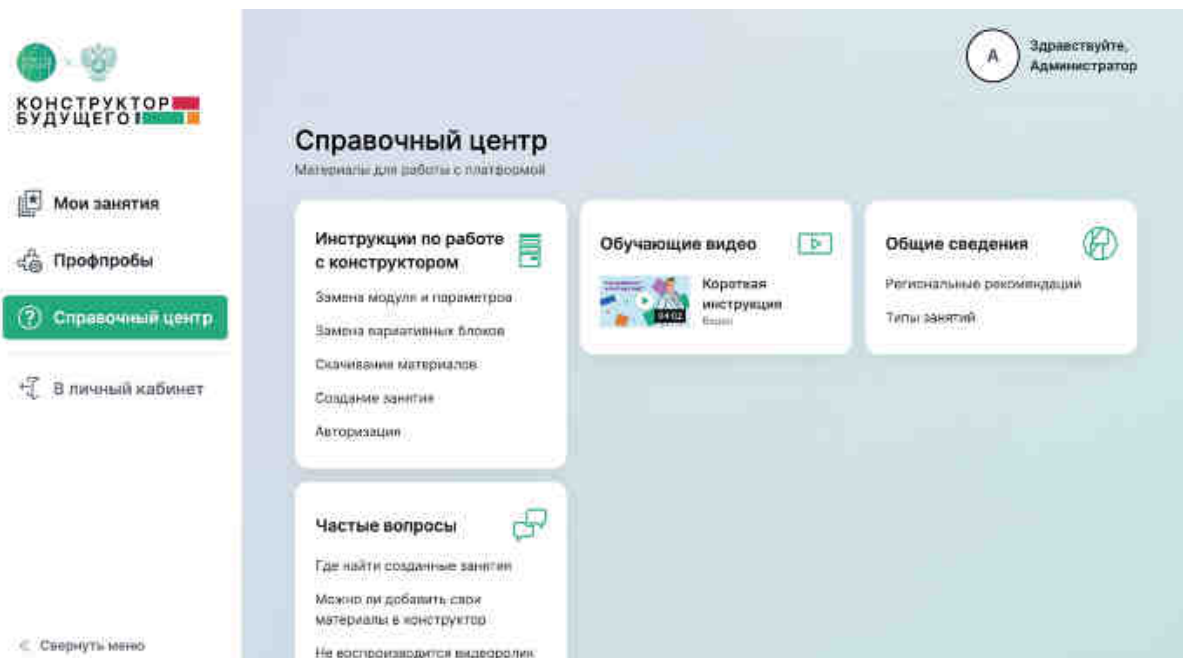 КОНСТРУКТОР
БУДУЩЕГО
Мои занятия
Профпробы
Справочный центр
В личный кабинет
Свернуть меню
А
Здравствуйте,
Администратор
Справочный центр
Материалы для работы с платформой
Инструкции по работе
с конструктором
Замена модуля и параметров
Замена вариативных блоков
Скачивание материалов
Создание занятия
Авторизация
Обучающие видео
Короткая
инструкция
Видео
04:02
Общие сведения
Региональные рекомендации
Типы занятий
Частые вопросы
Где найти созданные занятия
Можно ли добавить свои
материалы в конструктор
Не воспроизводится видеоролик